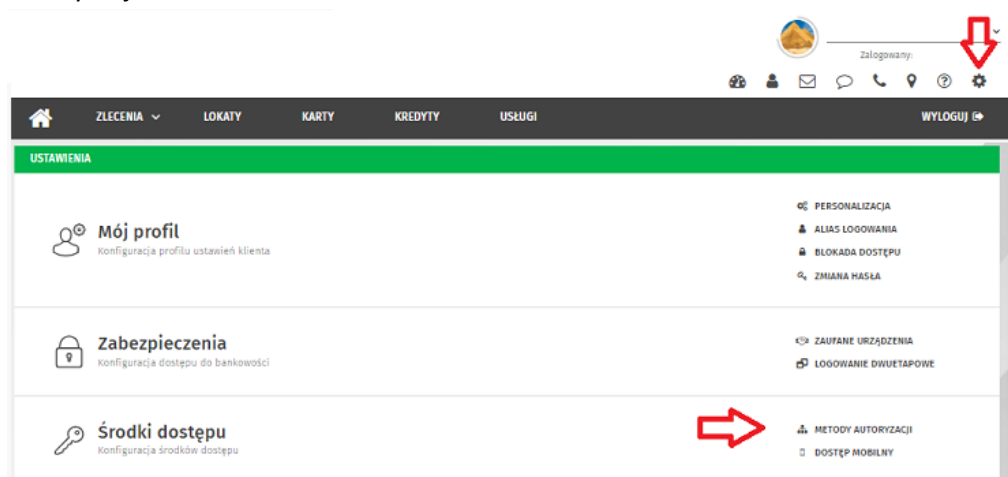 Zalogowany:
ZLECENIA LOKATY KARTY KREDYTY USŁUGI WYLOGUJ
USTAWIENIA
Mój profil
Konfiguracja profilu ustawień klienta
PERSONALIZACJA
ALIAS LOGOWANIA
BLOKADA DOSTĘPU
ZMIANA HASŁA
Zabezpieczenia
Konfiguracja dostępu do bankowości
ZAUFANE URZĄDZENIA
LOGOWANIE DWUETAPOWE
Środki dostępu
Konfiguracja środków dostępu
METODY AUTORYZACJI
DOSTĘP MOBILNY